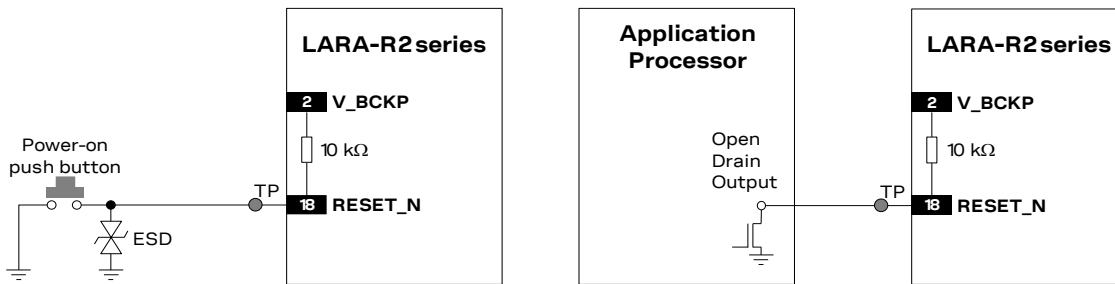 LARA-R2 series
2 V_BCKP
10 kΩ
Power-on
push button
TP
18 RESET_N
ESD
Application
Processor
Open
Drain
Output
TP
LARA-R2 series
2 V_BCKP
10 kΩ
18 RESET_N